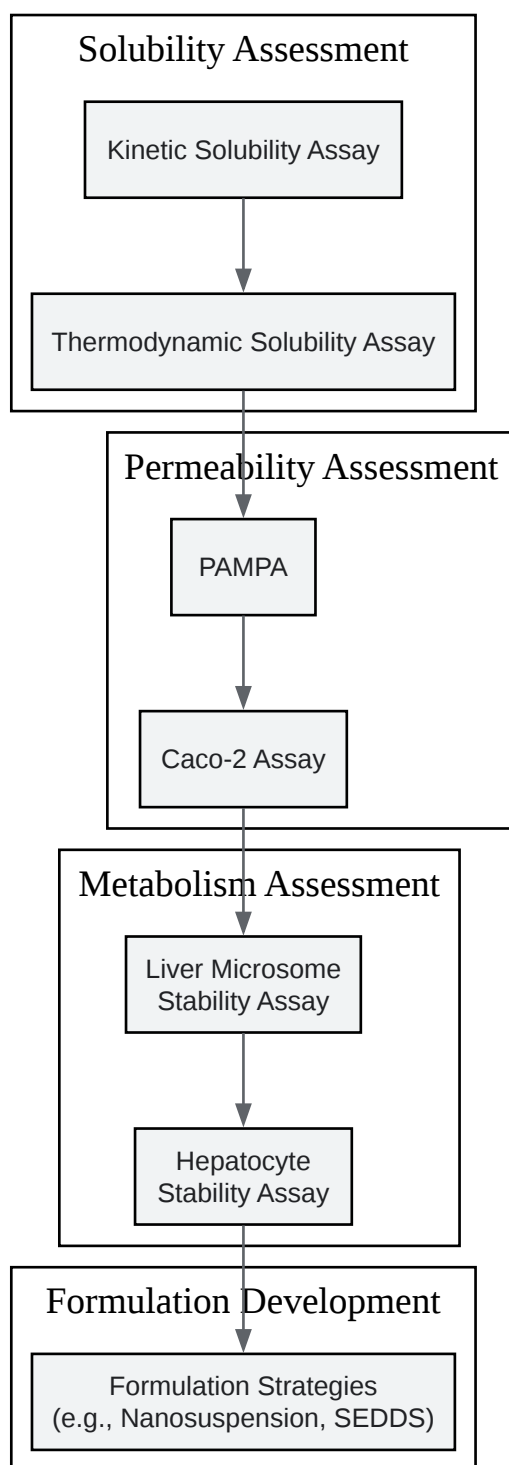 Solubility Assessment
Kinetic Solubility Assay
Thermodynamic Solubility Assay
Permeability Assessment
PAMPA
Caco-2 Assay
Metabolism Assessment
Liver Microsome
Stability Assay
Hepatocyte
Stability Assay
Formulation Development
Formulation Strategies
(e.g., Nanosuspension, SEDDS)